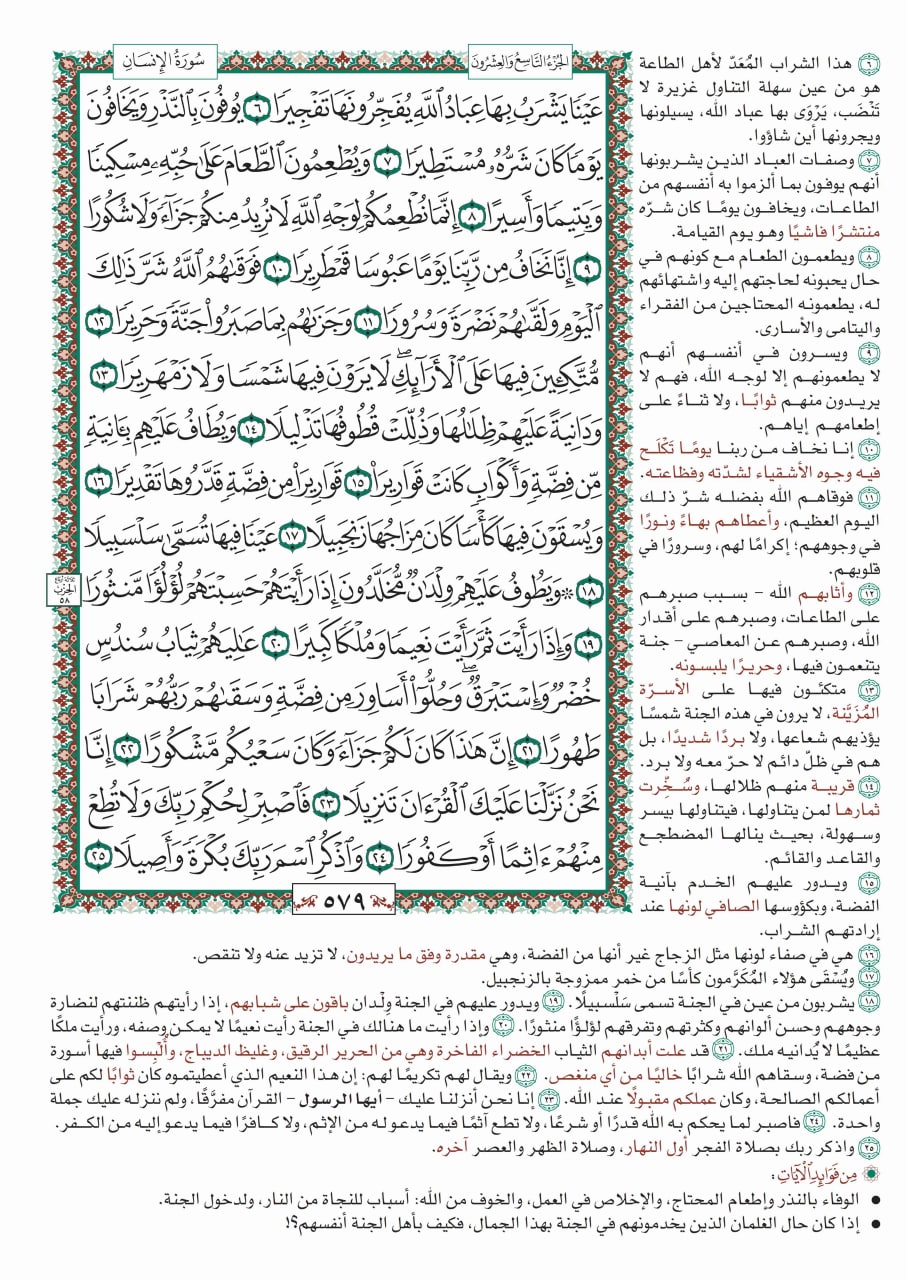 سُورَةُ الإِنسَانِ
الجُزْءُ التَّاسِعُ وَالعِشْرُونَ
عَيْنًا يَشْرَبُ بِهَا عِبَادُ ٱللَّهِ يُفَجِّرُونَهَا تَفْجِيرًا ٦ يُوفُونَ بِٱلنَّذْرِ وَيَخَافُونَ
يَوْمًا كَانَ شَرُّهُۥ مُسْتَطِيرًا ٧ وَيُطْعِمُونَ ٱلطَّعَامَ عَلَىٰ حُبِّهِۦ مِسْكِينًا
وَيَتِيمًا وَأَسِيرًا ٨ إِنَّمَا نُطْعِمُكُمْ لِوَجْهِ ٱللَّهِ لَا نُرِيدُ مِنكُمْ جَزَآءً وَلَا شُكُورًا
٩ إِنَّا نَخَافُ مِن رَّبِّنَا يَوْمًا عَبُوسًا قَمْطَرِيرًا ١٠ فَوَقَىٰهُمُ ٱللَّهُ شَرَّ ذَٰلِكَ
ٱلْيَوْمِ وَلَقَّىٰهُمْ نَضْرَةً وَسُرُورًا ١١ وَجَزَىٰهُم بِمَا صَبَرُوا۟ جَنَّةً وَحَرِيرًا ١٢
مُّتَّكِـِٔينَ فِيهَا عَلَى ٱلْأَرَآئِكِ ۖ لَا يَرَوْنَ فِيهَا شَمْسًا وَلَا زَمْهَرِيرًا ١٣
وَدَانِيَةً عَلَيْهِمْ ظِلَٰلُهَا وَذُلِّلَتْ قُطُوفُهَا تَذْلِيلًا ١٤ وَيُطَافُ عَلَيْهِم بِـَٔانِيَةٍ
مِّن فِضَّةٍ وَأَكْوَابٍ كَانَتْ قَوَارِيرَا۠ ١٥ قَوَارِيرَا۟ مِن فِضَّةٍ قَدَّرُوهَا تَقْدِيرًا ١٦
وَيُسْقَوْنَ فِيهَا كَأْسًا كَانَ مِزَاجُهَا زَنجَبِيلًا ١٧ عَيْنًا فِيهَا تُسَمَّىٰ سَلْسَبِيلًا
١٨ ۞ وَيَطُوفُ عَلَيْهِمْ وِلْدَٰنٌ مُّخَلَّدُونَ إِذَا رَأَيْتَهُمْ حَسِبْتَهُمْ لُؤْلُؤًا مَّنثُورًا
١٩ وَإِذَا رَأَيْتَ ثَمَّ رَأَيْتَ نَعِيمًا وَمُلْكًا كَبِيرًا ٢٠ عَٰلِيَهُمْ ثِيَابُ سُندُسٍ
خُضْرٌ وَإِسْتَبْرَقٌ ۖ وَحُلُّوٓا۟ أَسَاوِرَ مِن فِضَّةٍ وَسَقَىٰهُمْ رَبُّهُمْ شَرَابًا
طَهُورًا ٢١ إِنَّ هَٰذَا كَانَ لَكُمْ جَزَآءً وَكَانَ سَعْيُكُم مَّشْكُورًا ٢٢ إِنَّا
نَحْنُ نَزَّلْنَا عَلَيْكَ ٱلْقُرْءَانَ تَنزِيلًا ٢٣ فَٱصْبِرْ لِحُكْمِ رَبِّكَ وَلَا تُطِعْ
مِنْهُمْ ءَاثِمًا أَوْ كَفُورًا ٢٤ وَٱذْكُرِ ٱسْمَ رَبِّكَ بُكْرَةً وَأَصِيلًا ٢٥
الحِزْبِ
٥٨
٥٧٩
٦ هذا الشراب المُعَدّ لأهل الطاعة
هو من عين سهلة التناول غزيرة لا
تَنْضَب، يَرْوَى بها عباد الله، يسيلونها
ويجرونها أين شاؤوا.
٧ وصفات العباد الذين يشربونها
أنهم يوفون بما ألزموا به أنفسهم من
الطاعات، ويخافون يومًا كان شرّه
منتشرًا فاشيًا وهو يوم القيامة.
٨ ويطعمون الطعام مع كونهم في
حال يحبونه لحاجتهم إليه واشتهائهم
له، يطعمونه المحتاجين من الفقراء
واليتامى والأسارى.
٩ ويسرون في أنفسهم أنهم
لا يطعمونهم إلا لوجه الله، فهم لا
يريدون منهم ثوابًا، ولا ثناءً على
إطعامهم إياهم.
١٠ إنا نخاف من ربنا يومًا تَكْلَح
فيه وجوه الأشقياء لشدّته وفظاعته.
١١ فوقاهم الله بفضله شرّ ذلك
اليوم العظيم، وأعطاهم بهاءً ونورًا
في وجوههم؛ إكرامًا لهم، وسرورًا في
قلوبهم.
١٢ وأثابهم الله - بسبب صبرهم
على الطاعات، وصبرهم على أقدار
الله، وصبرهم عن المعاصي - جنة
يتنعمون فيها، وحريرًا يلبسونه.
١٣ متكئون فيها على الأسرّة
المُزَيَّنة، لا يرون في هذه الجنة شمسًا
يؤذيهم شعاعها، ولا بردًا شديدًا، بل
هم في ظلّ دائم لا حرّ معه ولا برد.
١٤ قريبة منهم ظلالها، وسُخِّرت
ثمارها لمن يتناولها، فيتناولها بيسر
وسهولة، بحيث ينالها المضطجع
والقاعد والقائم.
١٥ ويدور عليهم الخدم بآنية
الفضة، وبكؤوسها الصافي لونها عند
إرادتهم الشراب.
١٦ هي في صفاء لونها مثل الزجاج غير أنها من الفضة، وهي مقدرة وفق ما يريدون، لا تزيد عنه ولا تنقص.
١٧ ويُسْقَى هؤلاء المُكَرَّمون كأسًا من خمر ممزوجة بالزنجبيل.
١٨ يشربون من عين في الجنة تسمى سَلْسبيلًا. ١٩ ويدور عليهم في الجنة وِلْدان باقون على شبابهم، إذا رأيتهم ظننتهم لنضارة
وجوههم وحسن ألوانهم وكثرتهم وتفرقهم لؤلؤًا منثورًا. ٢٠ وإذا رأيت ما هنالك في الجنة رأيت نعيمًا لا يمكن وصفه، ورأيت ملكًا
عظيمًا لا يُدانيه ملك. ٢١ قد علت أبدانهم الثياب الخضراء الفاخرة وهي من الحرير الرقيق، وغليظ الديباج، وأُلْبِسوا فيها أسورة
من فضة، وسقاهم الله شرابًا خاليًا من أي منغص. ٢٢ ويقال لهم تكريمًا لهم: إن هذا النعيم الذي أعطيتموه كان ثوابًا لكم على
أعمالكم الصالحة، وكان عملكم مقبولًا عند الله. ٢٣ إنا نحن أنزلنا عليك - أيها الرسول - القرآن مفرَّقًا، ولم ننزله عليك جملة
واحدة. ٢٤ فاصبر لما يحكم به الله قدرًا أو شرعًا، ولا تطع آثمًا فيما يدعو له من الإثم، ولا كافرًا فيما يدعو إليه من الكفر.
٢٥ واذكر ربك بصلاة الفجر أول النهار، وصلاة الظهر والعصر آخره.
مِن فَوَائِدِ الآيَاتِ:
• الوفاء بالنذر وإطعام المحتاج، والإخلاص في العمل، والخوف من الله: أسباب للنجاة من النار، ولدخول الجنة.
• إذا كان حال الغلمان الذين يخدمونهم في الجنة بهذا الجمال، فكيف بأهل الجنة أنفسهم؟!